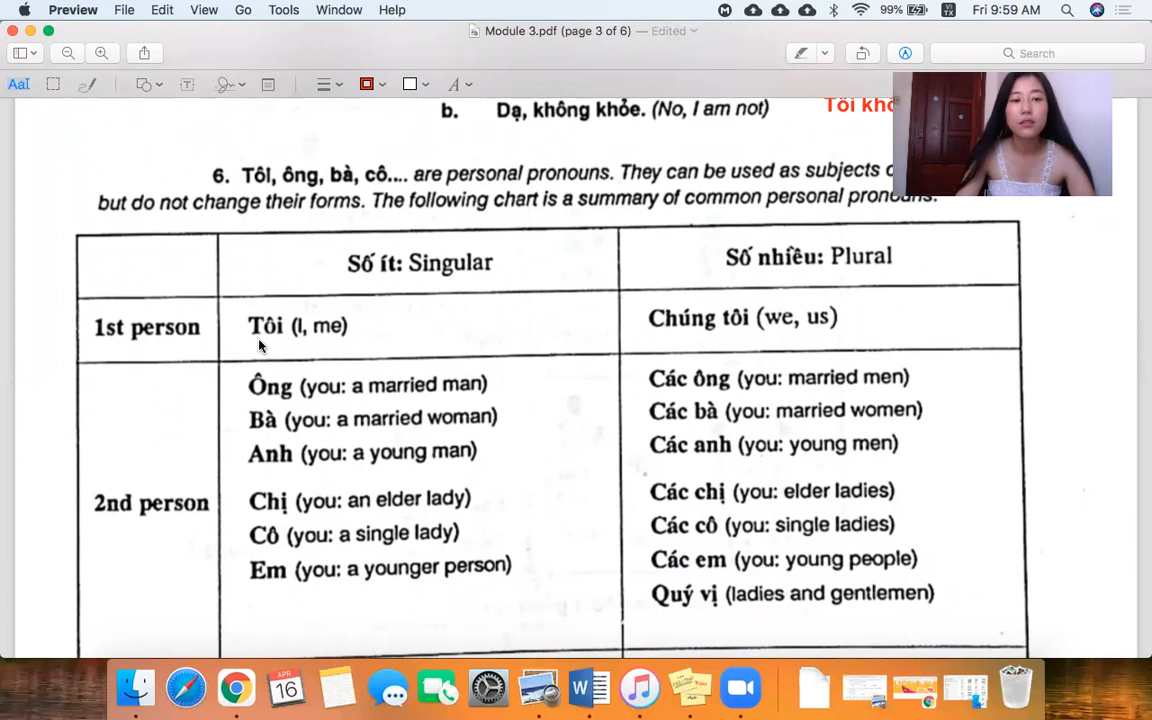 Preview File Edit View Go Tools Window Help 99% VI TX Fri 9:59 AM
Module 3.pdf (page 3 of 6) — Edited
Search
AaI
b. Dạ, không khỏe. (No, I am not)
Tôi khô
6. Tôi, ông, bà, cô.... are personal pronouns. They can be used as subjects
but do not change their forms. The following chart is a summary of common personal pronouns.
Số ít: Singular
Số nhiều: Plural
1st person
Tôi (I, me)
Chúng tôi (we, us)
2nd person
Ông (you: a married man)
Bà (you: a married woman)
Anh (you: a young man)
Chị (you: an elder lady)
Cô (you: a single lady)
Em (you: a younger person)
Các ông (you: married men)
Các bà (you: married women)
Các anh (you: young men)
Các chị (you: elder ladies)
Các cô (you: single ladies)
Các em (you: young people)
Quý vị (ladies and gentlemen)
APR
16